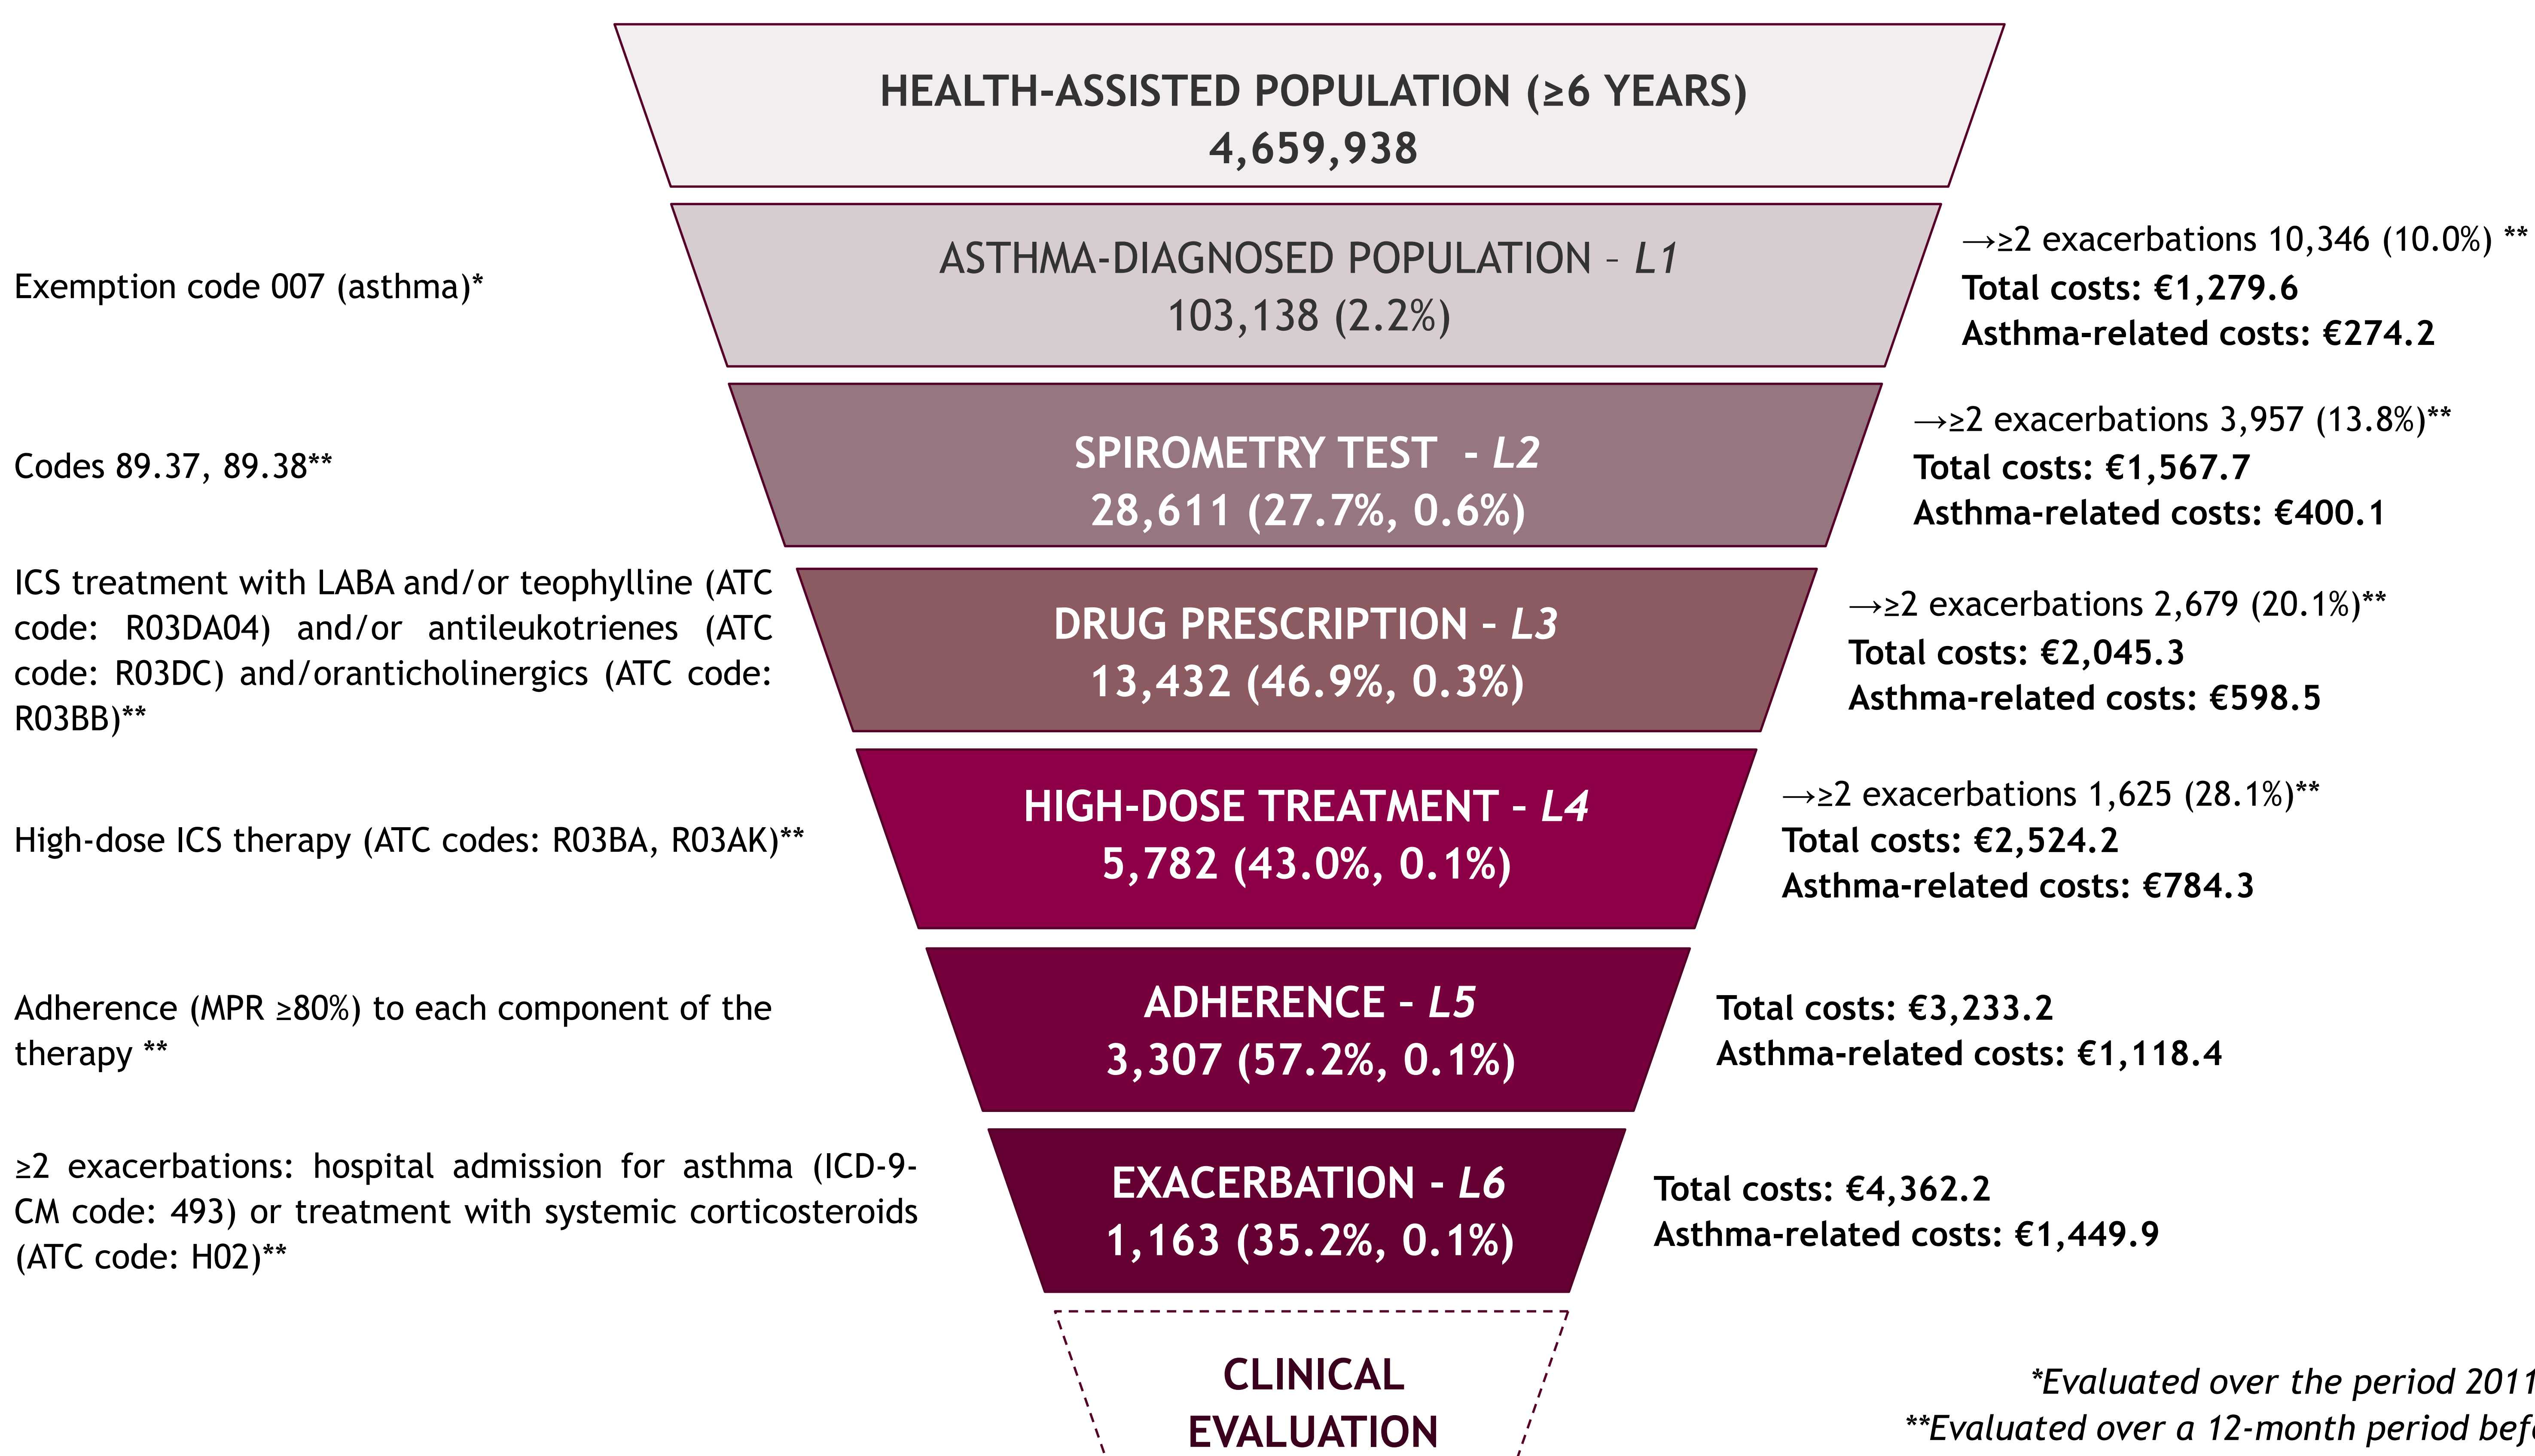 HEALTH-ASSISTED POPULATION (≥6 YEARS)
4,659,938
Exemption code 007 (asthma)*
ASTHMA-DIAGNOSED POPULATION – L1
103,138 (2.2%)
→≥2 exacerbations 10,346 (10.0%) **
Total costs: €1,279.6
Asthma-related costs: €274.2
Codes 89.37, 89.38**
SPIROMETRY TEST - L2
28,611 (27.7%, 0.6%)
→≥2 exacerbations 3,957 (13.8%)**
Total costs: €1,567.7
Asthma-related costs: €400.1
ICS treatment with LABA and/or teophylline (ATC
code: R03DA04) and/or antileukotrienes (ATC
code: R03DC) and/oranticholinergics (ATC code:
R03BB)**
DRUG PRESCRIPTION – L3
13,432 (46.9%, 0.3%)
→≥2 exacerbations 2,679 (20.1%)**
Total costs: €2,045.3
Asthma-related costs: €598.5
High-dose ICS therapy (ATC codes: R03BA, R03AK)**
HIGH-DOSE TREATMENT – L4
5,782 (43.0%, 0.1%)
→≥2 exacerbations 1,625 (28.1%)**
Total costs: €2,524.2
Asthma-related costs: €784.3
Adherence (MPR ≥80%) to each component of the
therapy **
ADHERENCE – L5
3,307 (57.2%, 0.1%)
Total costs: €3,233.2
Asthma-related costs: €1,118.4
≥2 exacerbations: hospital admission for asthma (ICD-9-
CM code: 493) or treatment with systemic corticosteroids
(ATC code: H02)**
EXACERBATION - L6
1,163 (35.2%, 0.1%)
Total costs: €4,362.2
Asthma-related costs: €1,449.9
CLINICAL
EVALUATION
*Evaluated over the period 2011
**Evaluated over a 12-month period